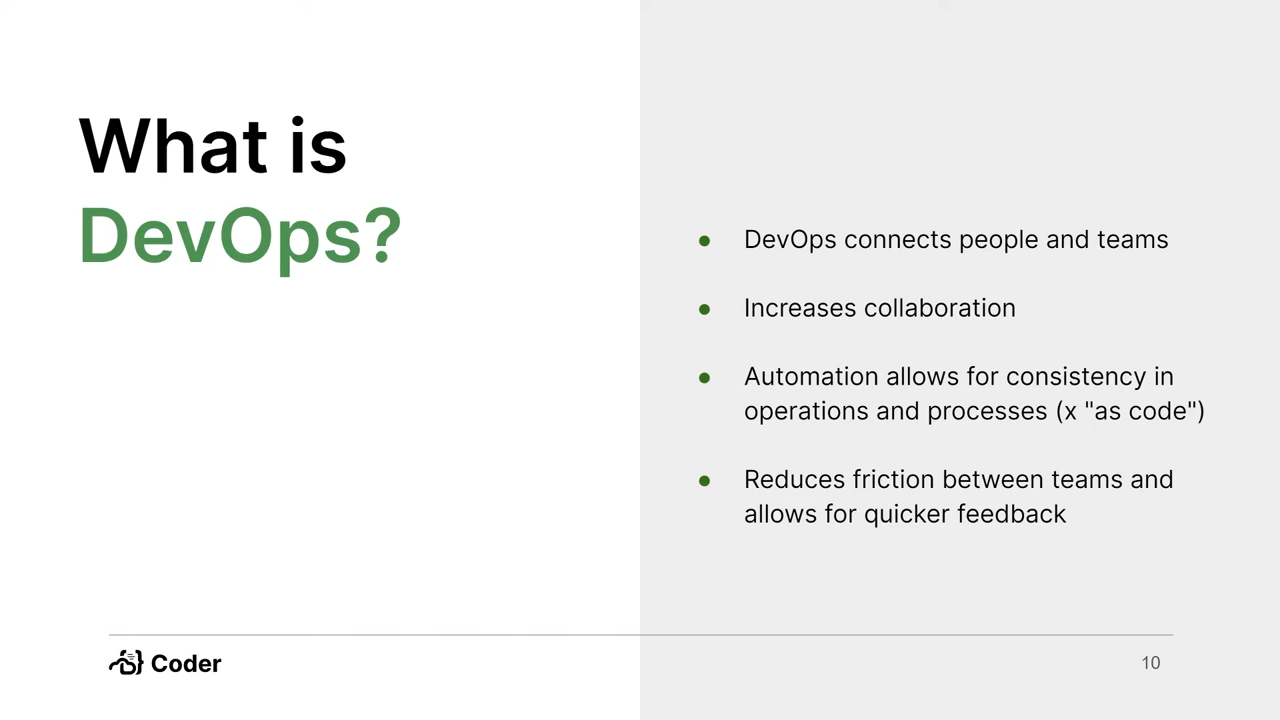 What is
DevOps?
● DevOps connects people and teams
● Increases collaboration
● Automation allows for consistency in
operations and processes (x "as code")
● Reduces friction between teams and
allows for quicker feedback
Coder
10